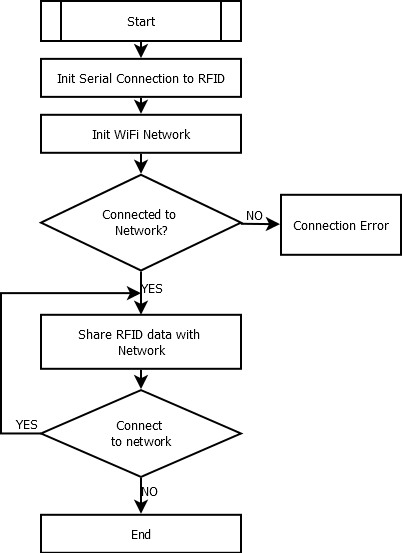 Start
Init Serial Connection to RFID
Init WiFi Network
Connected to
Network?
NO
Connection Error
YES
Share RFID data with
Network
YES
Connect
to network
NO
End